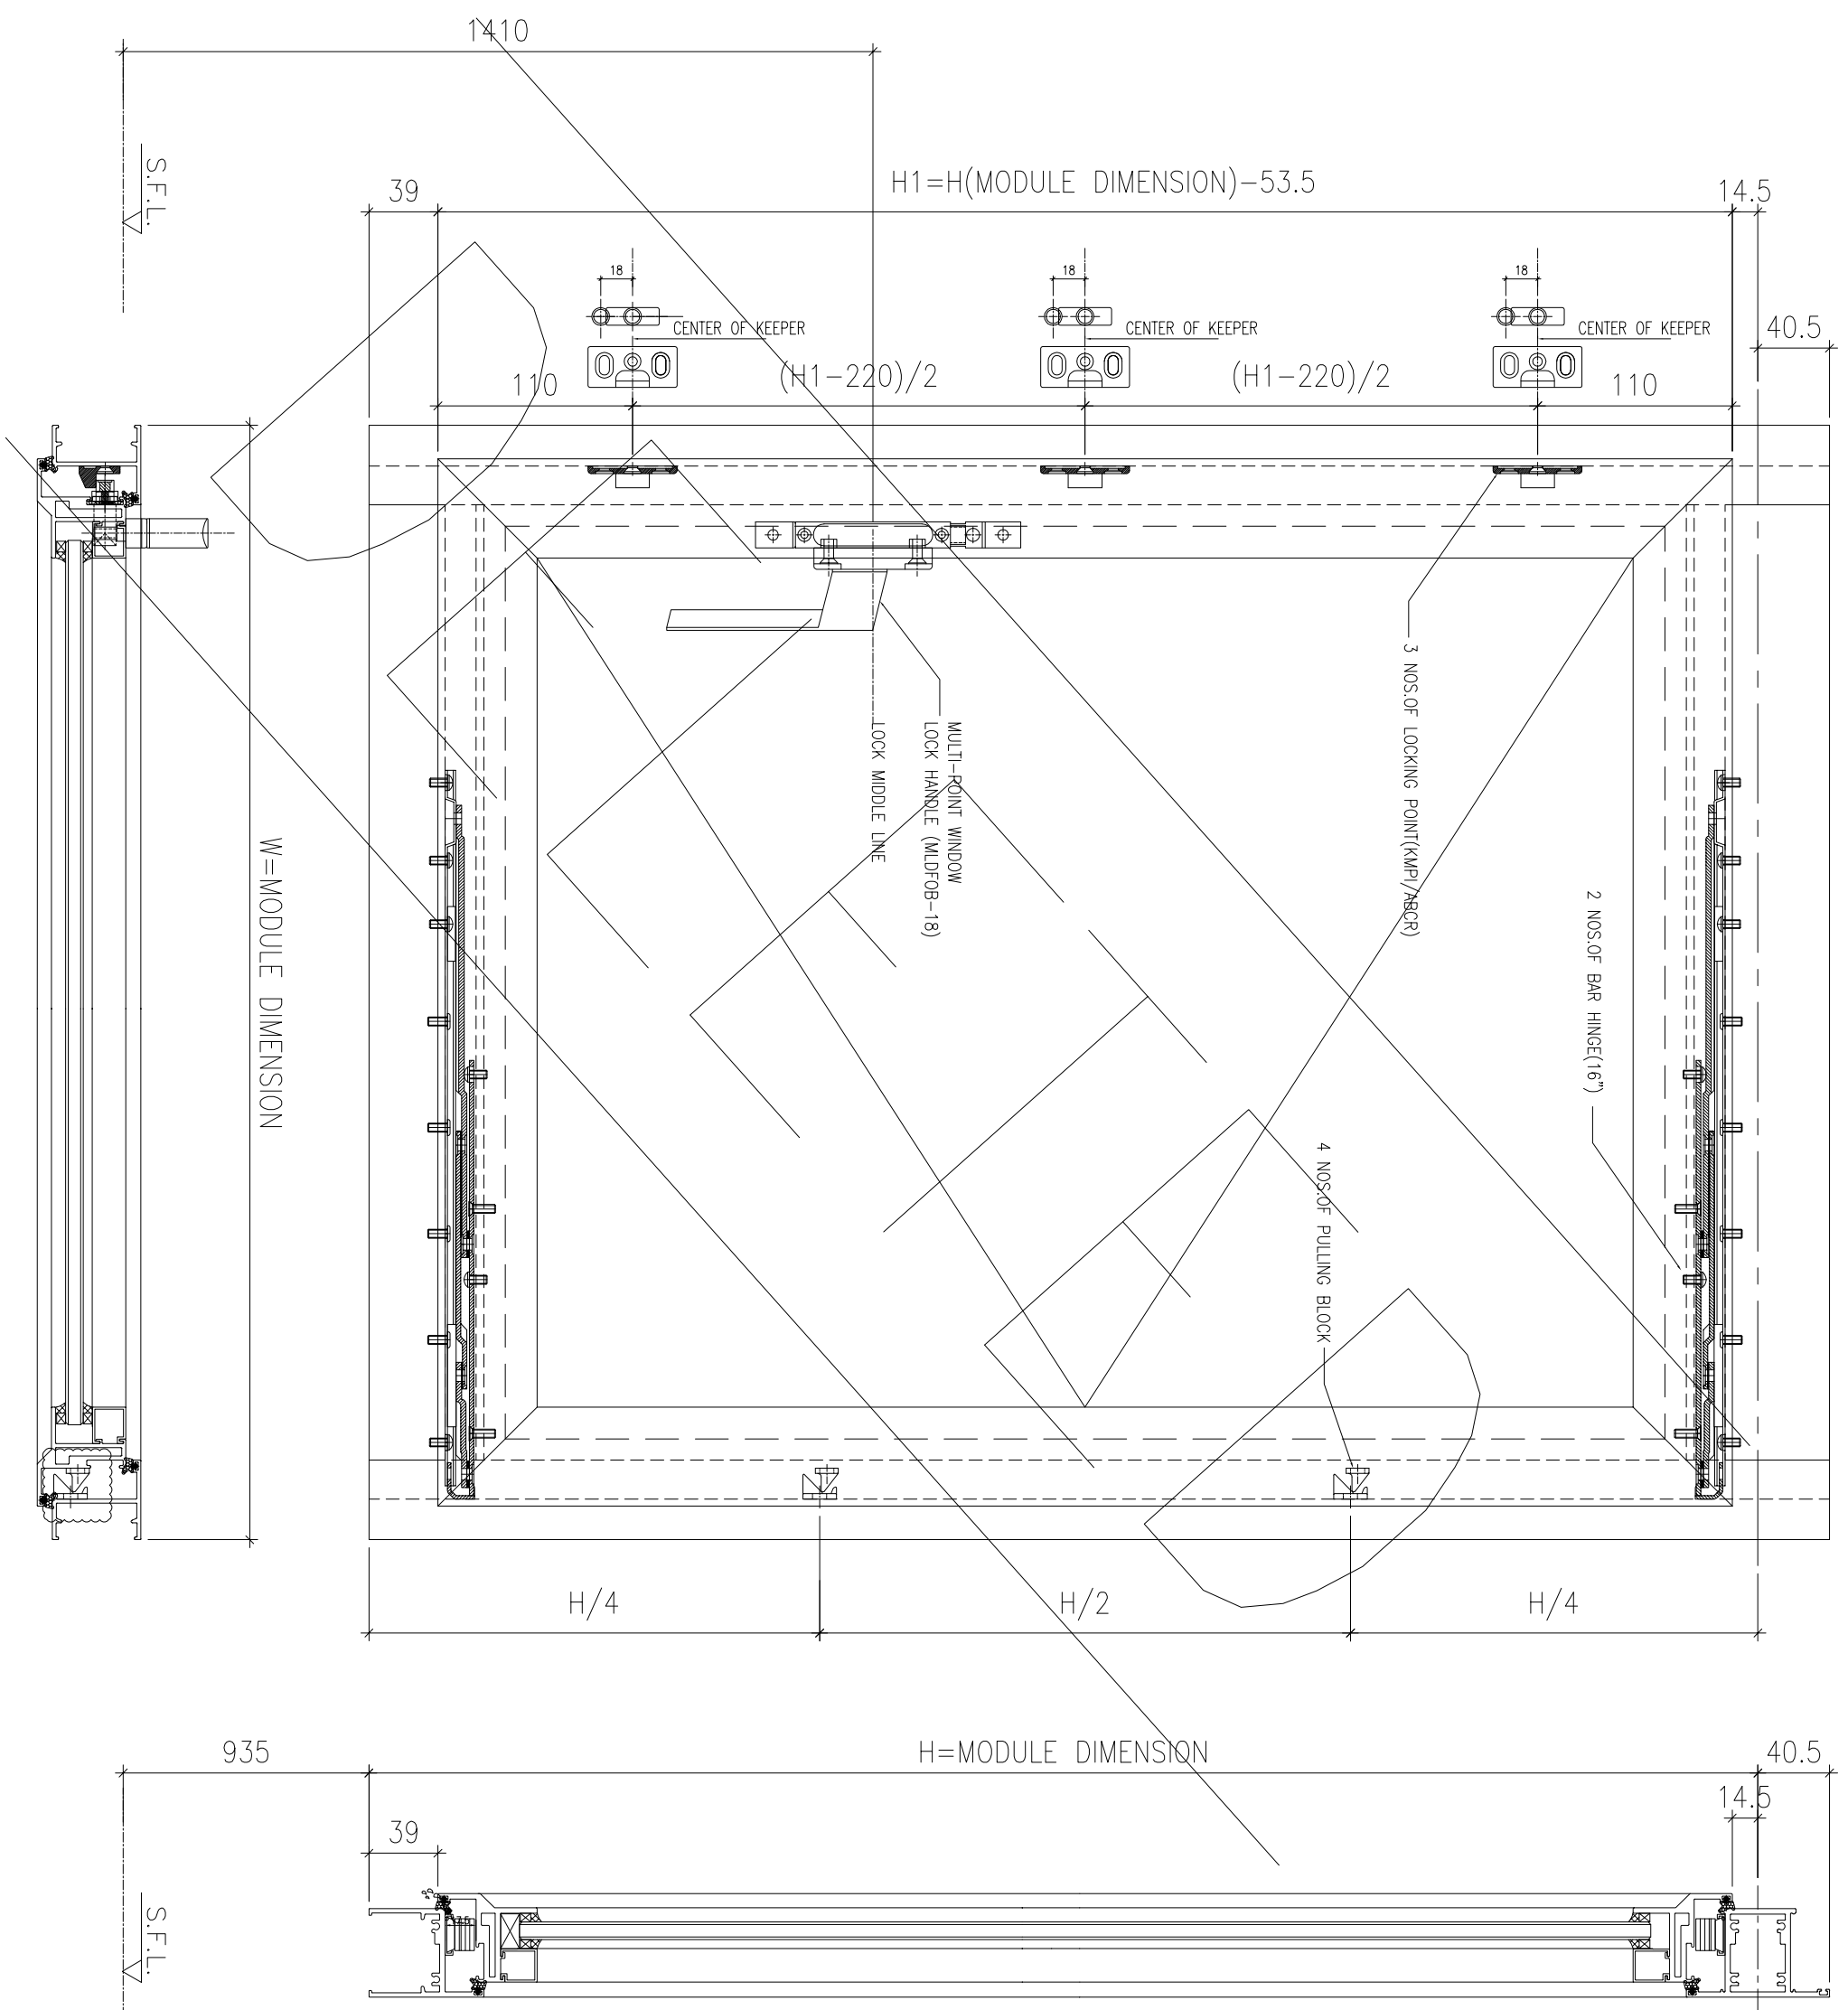 1410
S.F.L.
39
H1=H(MODULE DIMENSION)-53.5
14.5
18
18
18
CENTER OF KEEPER
CENTER OF KEEPER
CENTER OF KEEPER
40.5
110
(H1-220)/2
(H1-220)/2
110
3 NOS.OF LOCKING POINT(KMPI/ABCR)
MULTI-POINT WINDOW
LOCK HANDLE (MLDFOB-18)
LOCK MIDDLE LINE
W=MODULE DIMENSION
2 NOS.OF BAR HINGE(16")
4 NOS.OF PULLING BLOCK
H/4
H/2
H/4
935
H=MODULE DIMENSION
40.5
14.5
39
S.F.L.